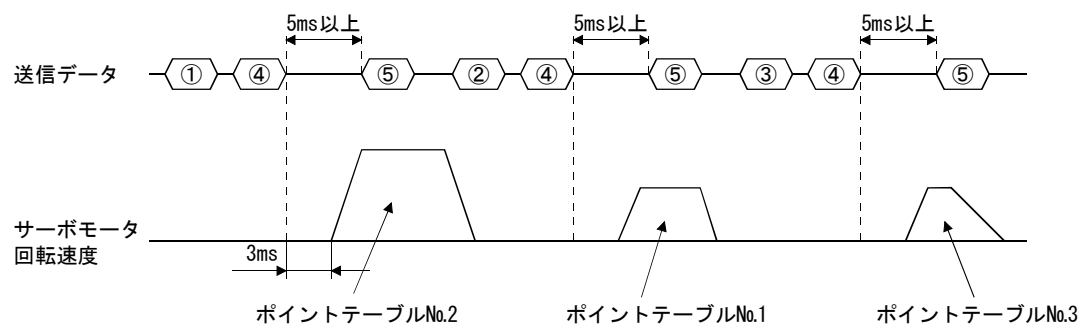 5ms以上 5ms以上 5ms以上
送信データ ① ④ ⑤ ② ④ ⑤ ③ ④ ⑤
サーボモータ
回転速度
3ms
ポイントテーブル№2 ポイントテーブル№1 ポイントテーブル№3